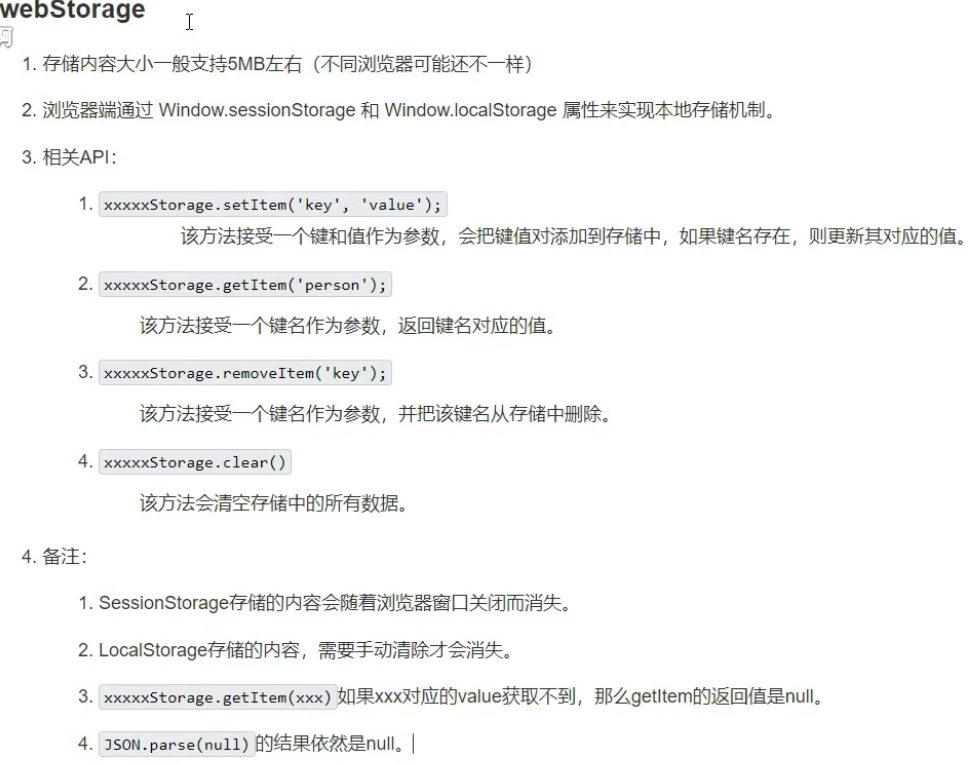 webStorage
1. 存储内容大小一般支持5MB左右（不同浏览器可能还不一样）
2. 浏览器端通过 Window.sessionStorage 和 Window.localStorage 属性来实现本地存储机制。
3. 相关API：
1. xxxxxStorage.setItem('key', 'value');
该方法接受一个键和值作为参数，会把键值对添加到存储中，如果键名存在，则更新其对应的值。
2. xxxxxStorage.getItem('person');
该方法接受一个键名作为参数，返回键名对应的值。
3. xxxxxStorage.removeItem('key');
该方法接受一个键名作为参数，并把该键名从存储中删除。
4. xxxxxStorage.clear()
该方法会清空存储中的所有数据。
4. 备注：
1. SessionStorage存储的内容会随着浏览器窗口关闭而消失。
2. LocalStorage存储的内容，需要手动清除才会消失。
3. xxxxxStorage.getItem(xxx)如果xxx对应的value获取不到，那么getItem的返回值是null。
4. JSON.parse(null)的结果依然是null。